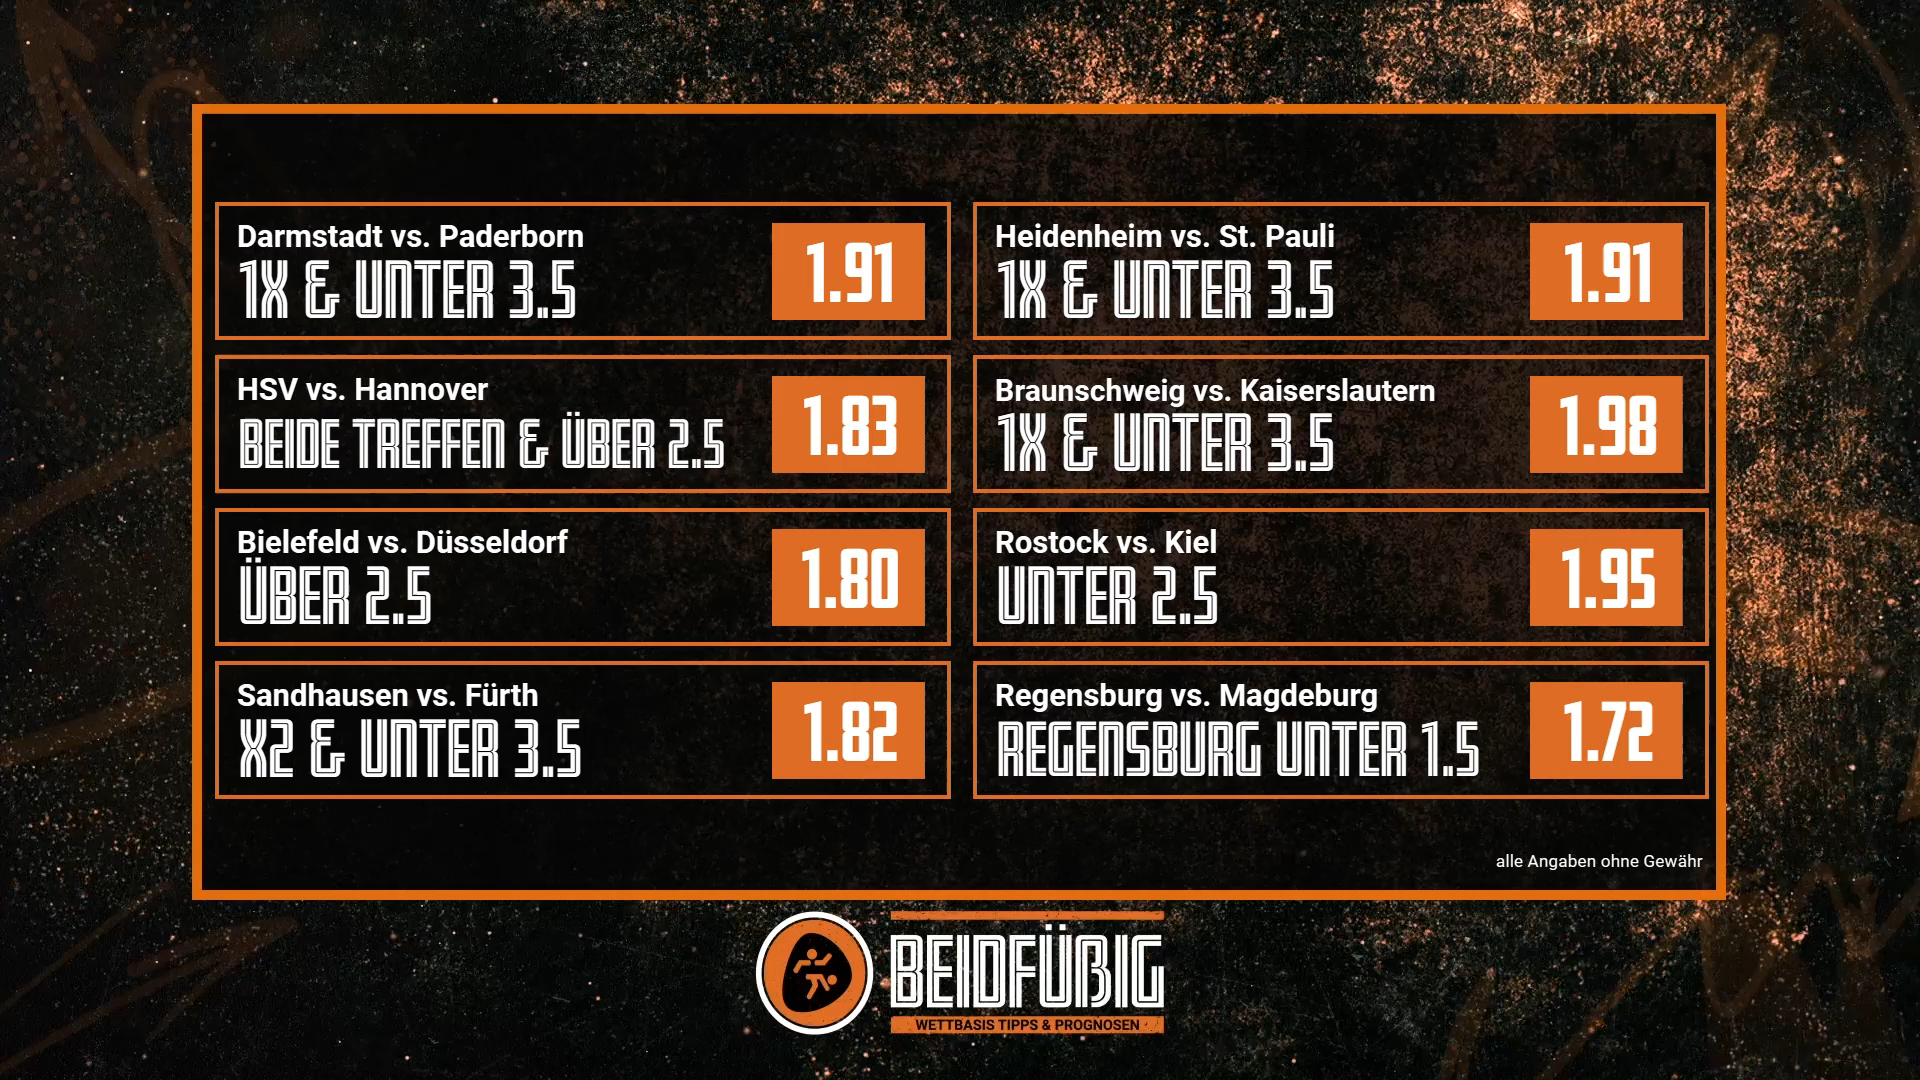 Darmstadt vs. Paderborn
1X & UNTER 3.5
1.91
HSV vs. Hannover
BEIDE TREFFEN & ÜBER 2.5
1.83
Bielefeld vs. Düsseldorf
ÜBER 2.5
1.80
Sandhausen vs. Fürth
X2 & UNTER 3.5
1.82
Heidenheim vs. St. Pauli
1X & UNTER 3.5
1.91
Braunschweig vs. Kaiserslautern
1X & UNTER 3.5
1.98
Rostock vs. Kiel
UNTER 2.5
1.95
Regensburg vs. Magdeburg
REGENSBURG UNTER 1.5
1.72
alle Angaben ohne Gewähr
BEIDFÜßIG
WETTBASIS TIPPS & PROGNOSEN